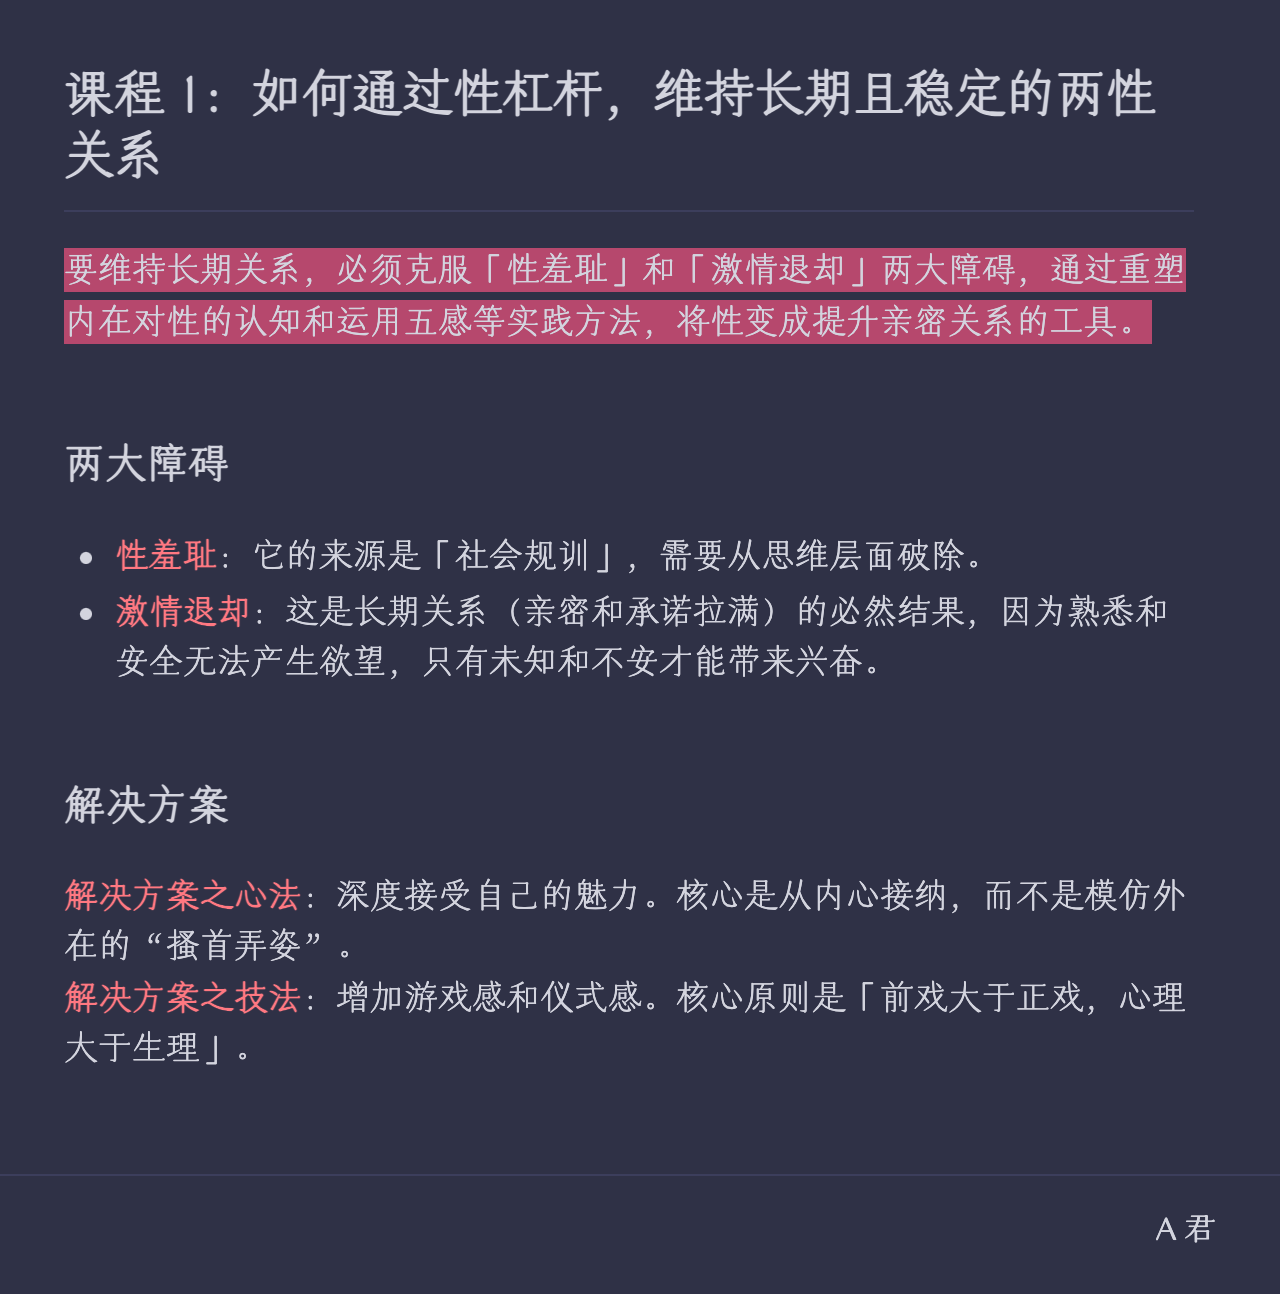 课程 1：如何通过性杠杆，维持长期且稳定的两性
关系
要维持长期关系，必须克服「性羞耻」和「激情退却」两大障碍，通过重塑
内在对性的认知和运用五感等实践方法，将性变成提升亲密关系的工具。
两大障碍
• 性羞耻：它的来源是「社会规训」，需要从思维层面破除。
• 激情退却：这是长期关系（亲密和承诺拉满）的必然结果，因为熟悉和
安全无法产生欲望，只有未知和不安才能带来兴奋。
解决方案
解决方案之心法：深度接受自己的魅力。核心是从内心接纳，而不是模仿外
在的“搔首弄姿”。
解决方案之技法：增加游戏感和仪式感。核心原则是「前戏大于正戏，心理
大于生理」。
A 君